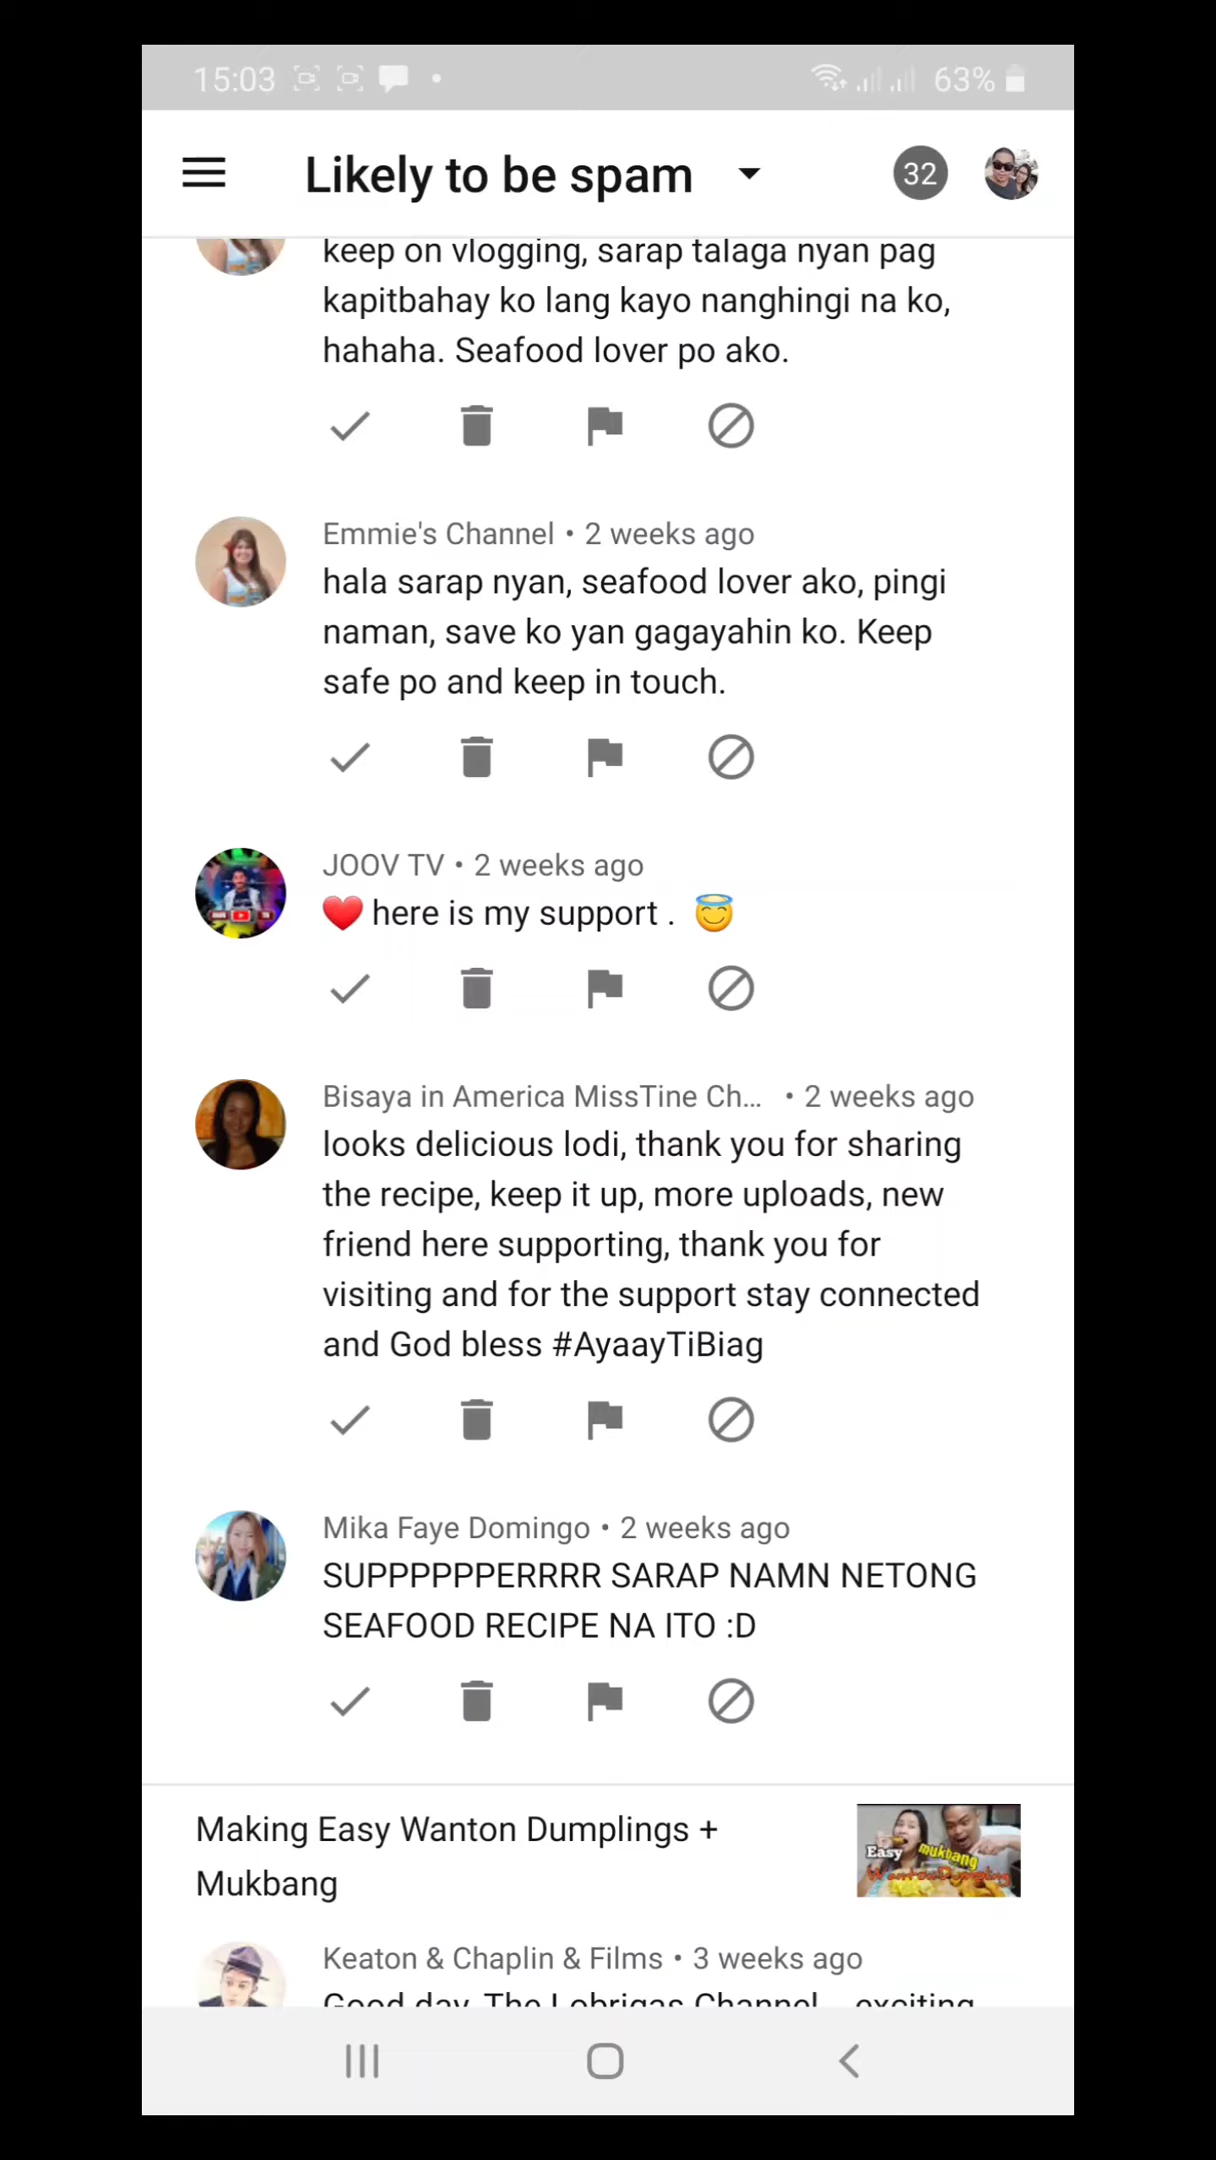 15:03
63%
Likely to be spam
32
keep on vlogging, sarap talaga nyan pag
kapitbahay ko lang kayo nanghingi na ko,
hahaha. Seafood lover po ako.
Emmie's Channel • 2 weeks ago
hala sarap nyan, seafood lover ako, pingi
naman, save ko yan gagayahin ko. Keep
safe po and keep in touch.
JOOV TV • 2 weeks ago
❤️ here is my support . 😇
Bisaya in America MissTine Ch... • 2 weeks ago
looks delicious lodi, thank you for sharing
the recipe, keep it up, more uploads, new
friend here supporting, thank you for
visiting and for the support stay connected
and God bless #AyaayTiBiag
Mika Faye Domingo • 2 weeks ago
SUPPPPPPERRRR SARAP NAMN NETONG
SEAFOOD RECIPE NA ITO :D
Making Easy Wanton Dumplings +
Mukbang
Easy mukbang
Wanton Dumpling
Keaton & Chaplin & Films • 3 weeks ago
Good day, The Lobrigas Channel... exciting